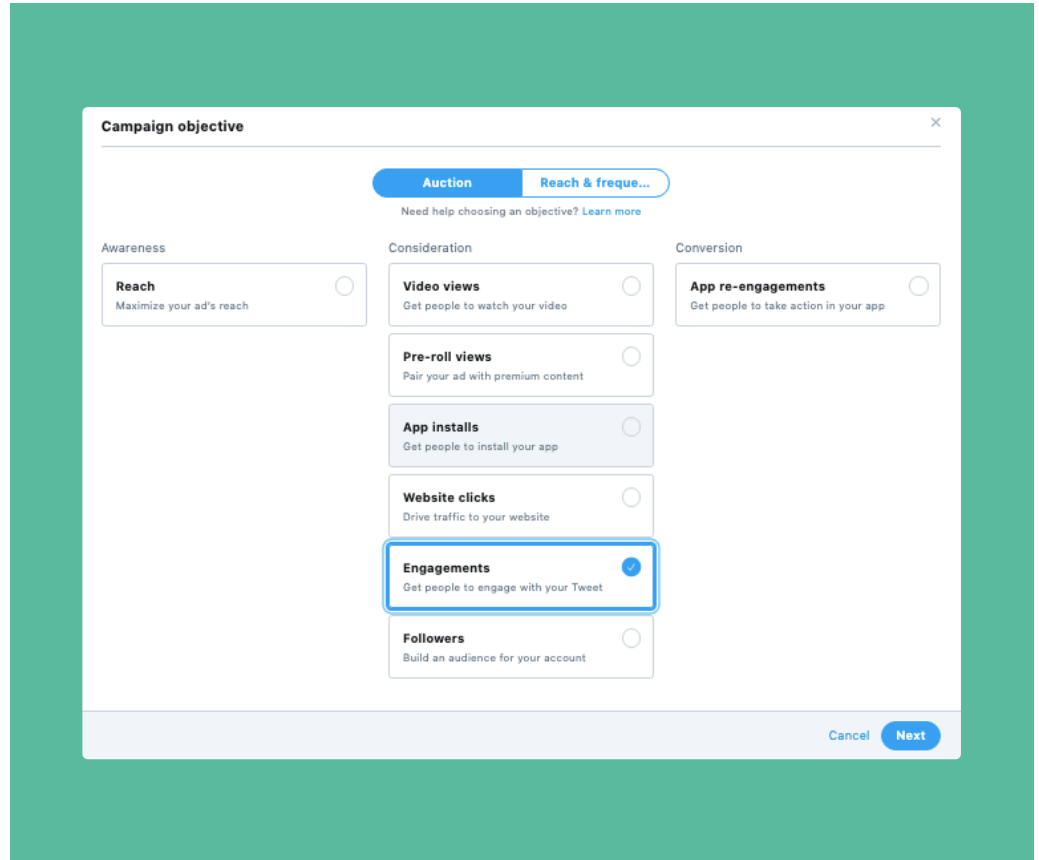 Campaign objective
Auction
Reach & freque...
Need help choosing an objective? Learn more
Awareness
Reach
Maximize your ad's reach
Consideration
Video views
Get people to watch your video
Pre-roll views
Pair your ad with premium content
App installs
Get people to install your app
Website clicks
Drive traffic to your website
Engagements
Get people to engage with your Tweet
Followers
Build an audience for your account
Conversion
App re-engagements
Get people to take action in your app
Cancel
Next